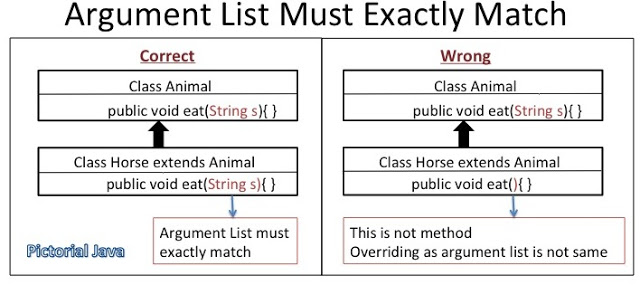 Argument List Must Exactly Match
Correct
Class Animal
public void eat(String s){ }
Class Horse extends Animal
public void eat(String s){ }
Argument List must
exactly match
Pictorial Java
Wrong
Class Animal
public void eat(String s){ }
Class Horse extends Animal
public void eat(){ }
This is not method
Overriding as argument list is not same